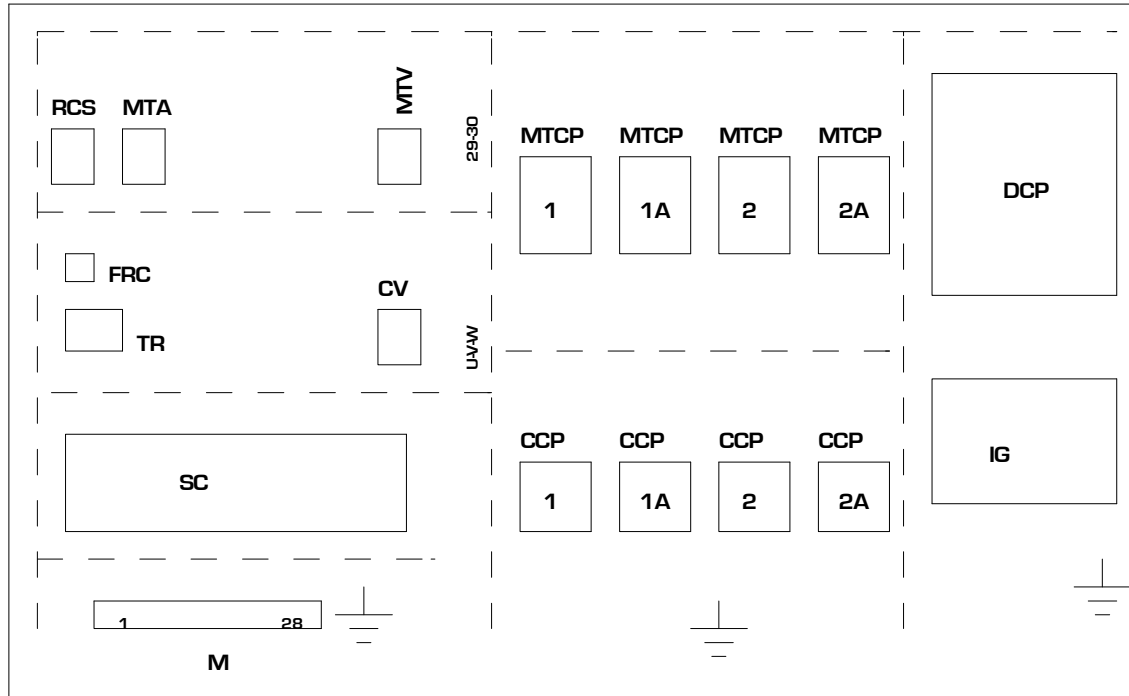 RCS MTA MTV
29-30
MTCP MTCP MTCP MTCP
1 1A 2 2A
DCP
FRC
TR
CV
U-V-W
SC
CCP CCP CCP CCP
1 1A 2 2A
IG
1 28
M